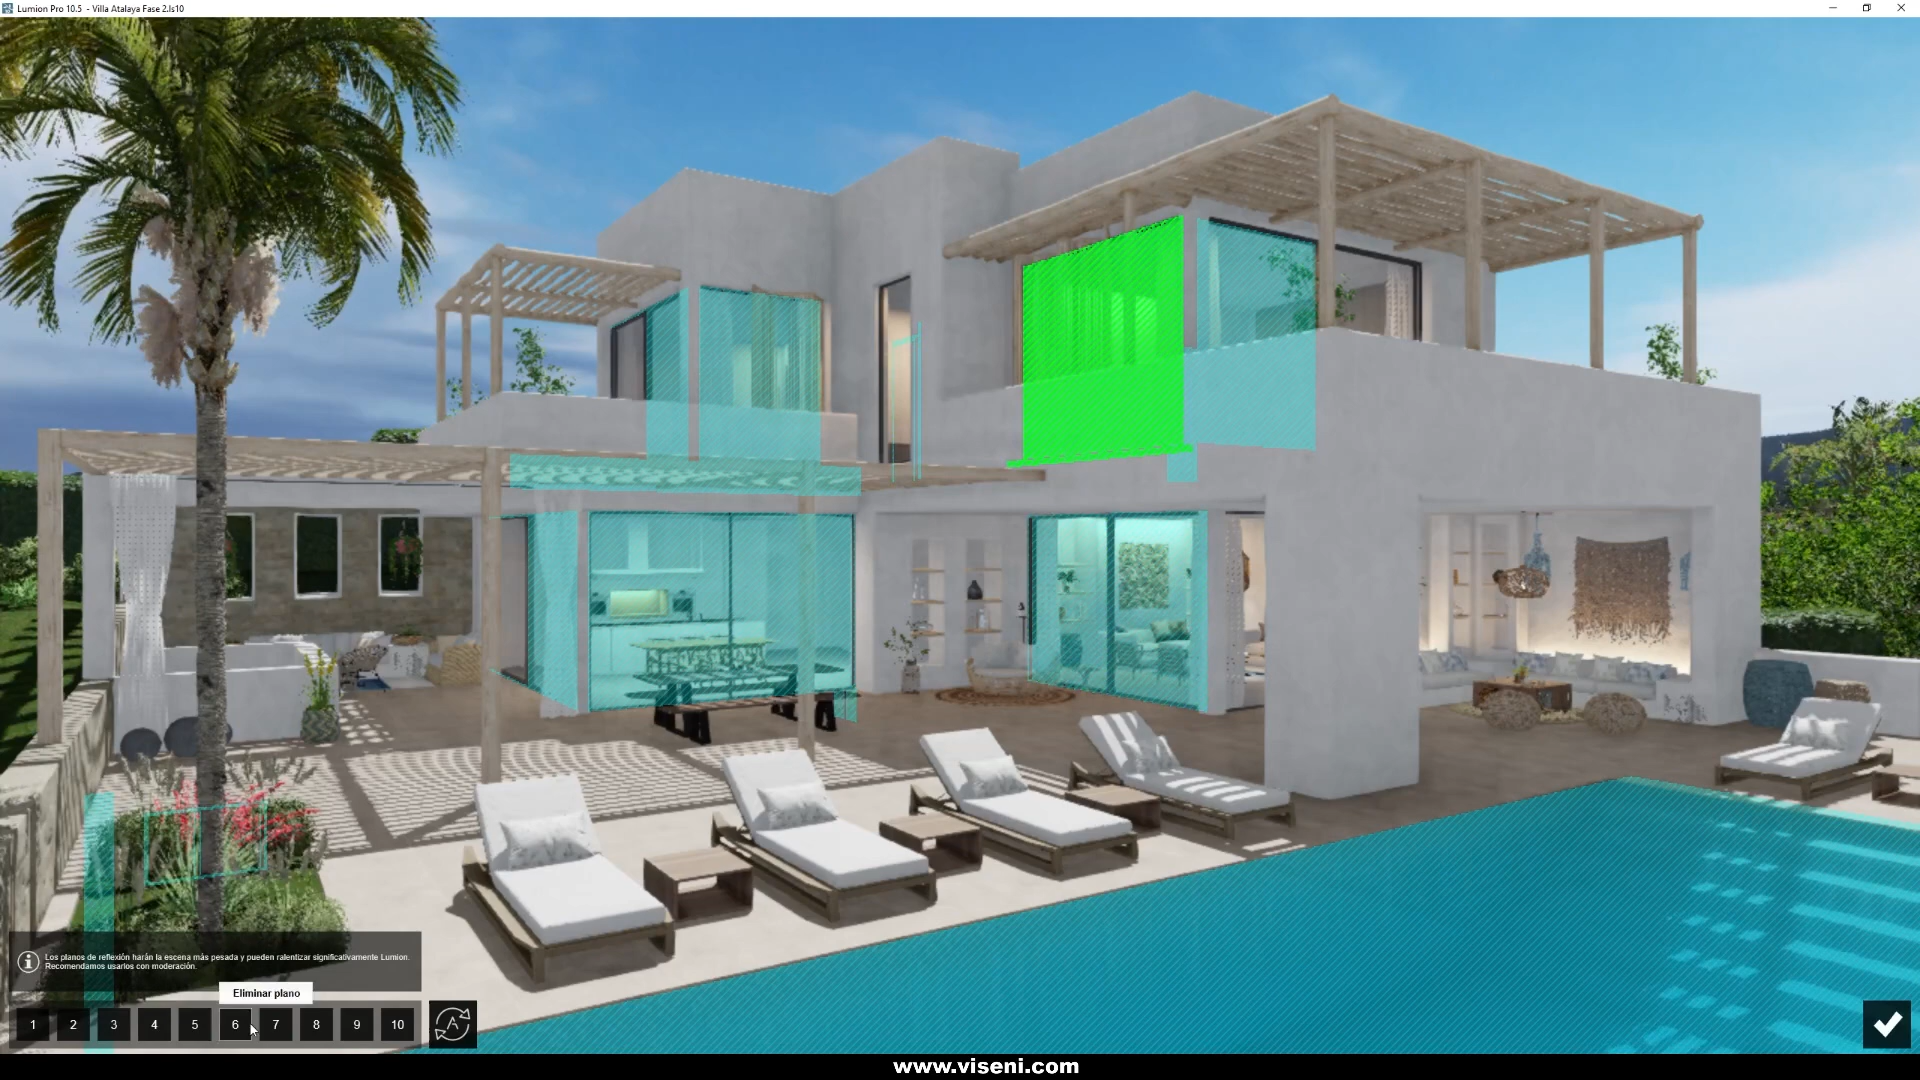 Lumion Pro 10.5 - Villa Atalaya Fase 2.ls10
Los planos de reflexión harán la escena más pesada y pueden ralentizar significativamente Lumion.
Recomendamos usarlos con moderación.
Eliminar plano
1 2 3 4 5 6 7 8 9 10
A
www.viseni.com